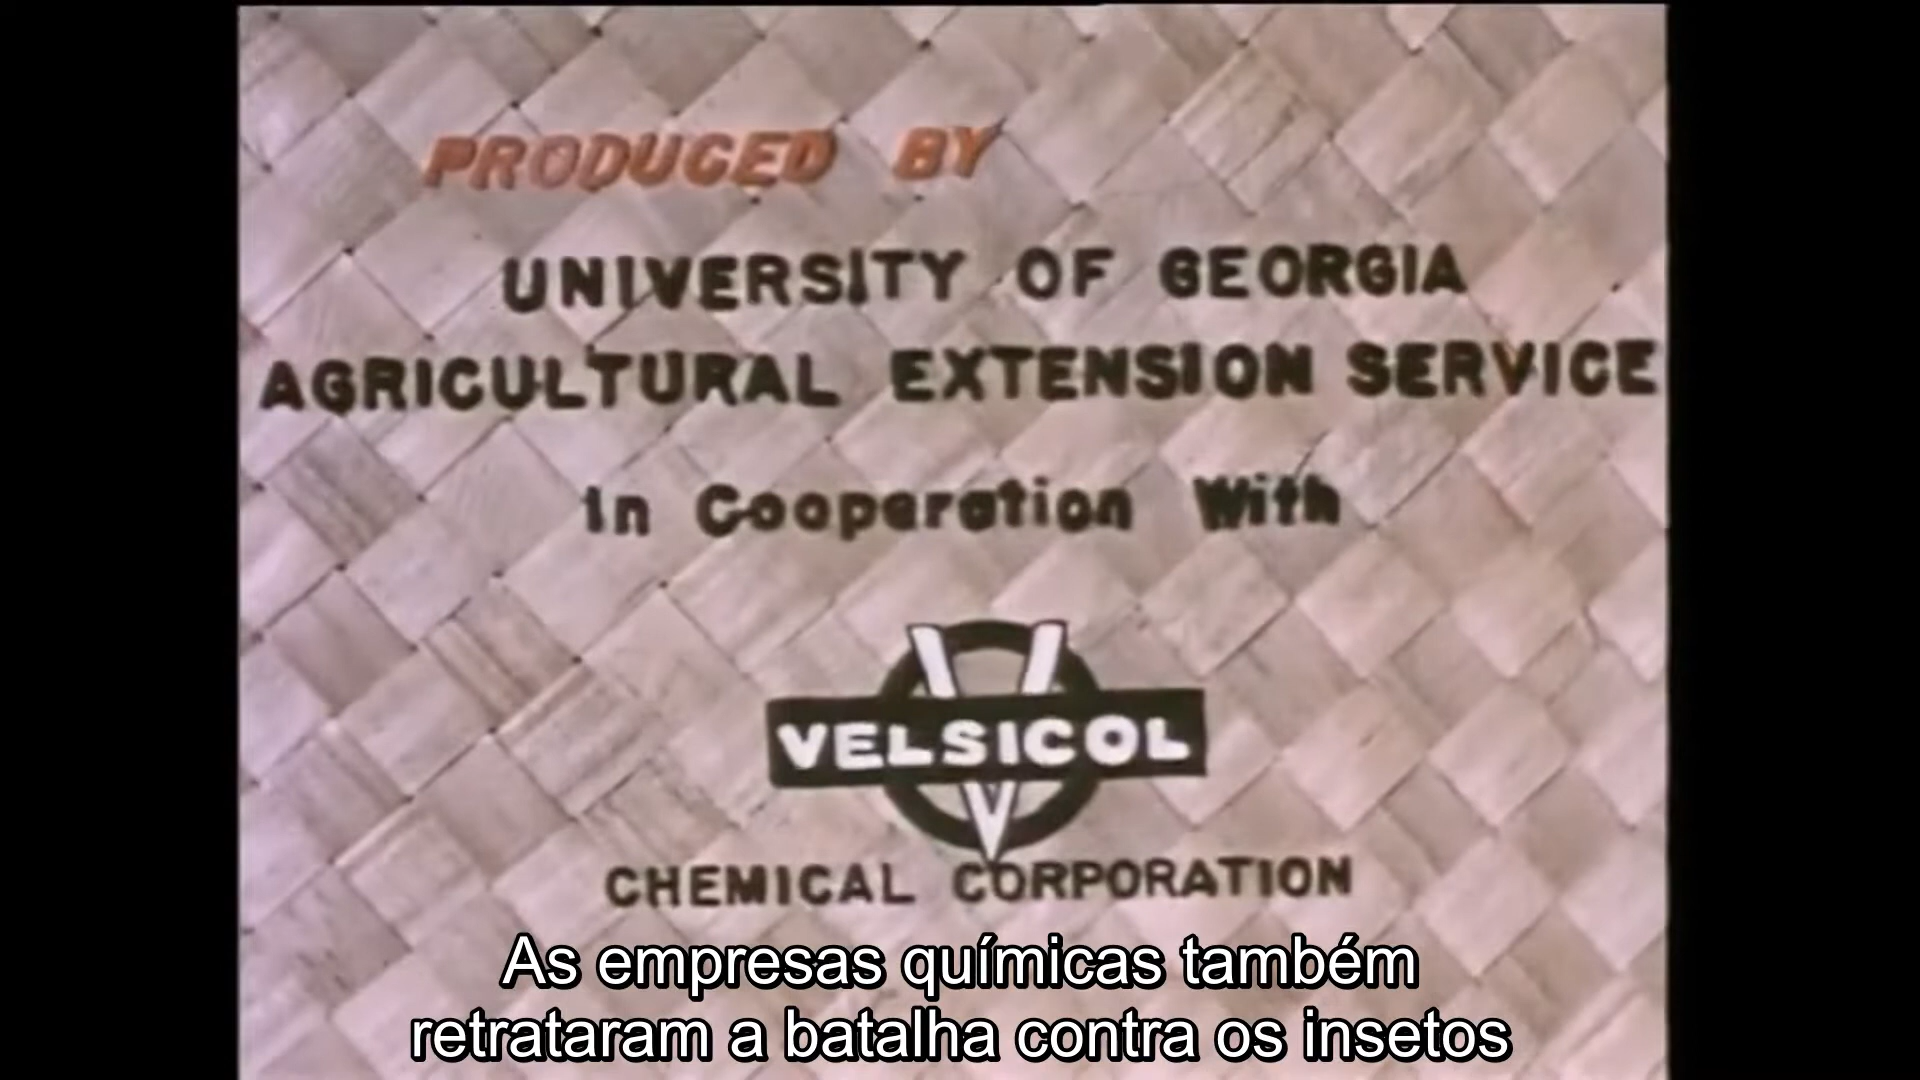 PRODUCED BY
UNIVERSITY OF GEORGIA
AGRICULTURAL EXTENSION SERVICE
in Cooperation With
VELSICOL
CHEMICAL CORPORATION
As empresas químicas também
retrataram a batalha contra os insetos